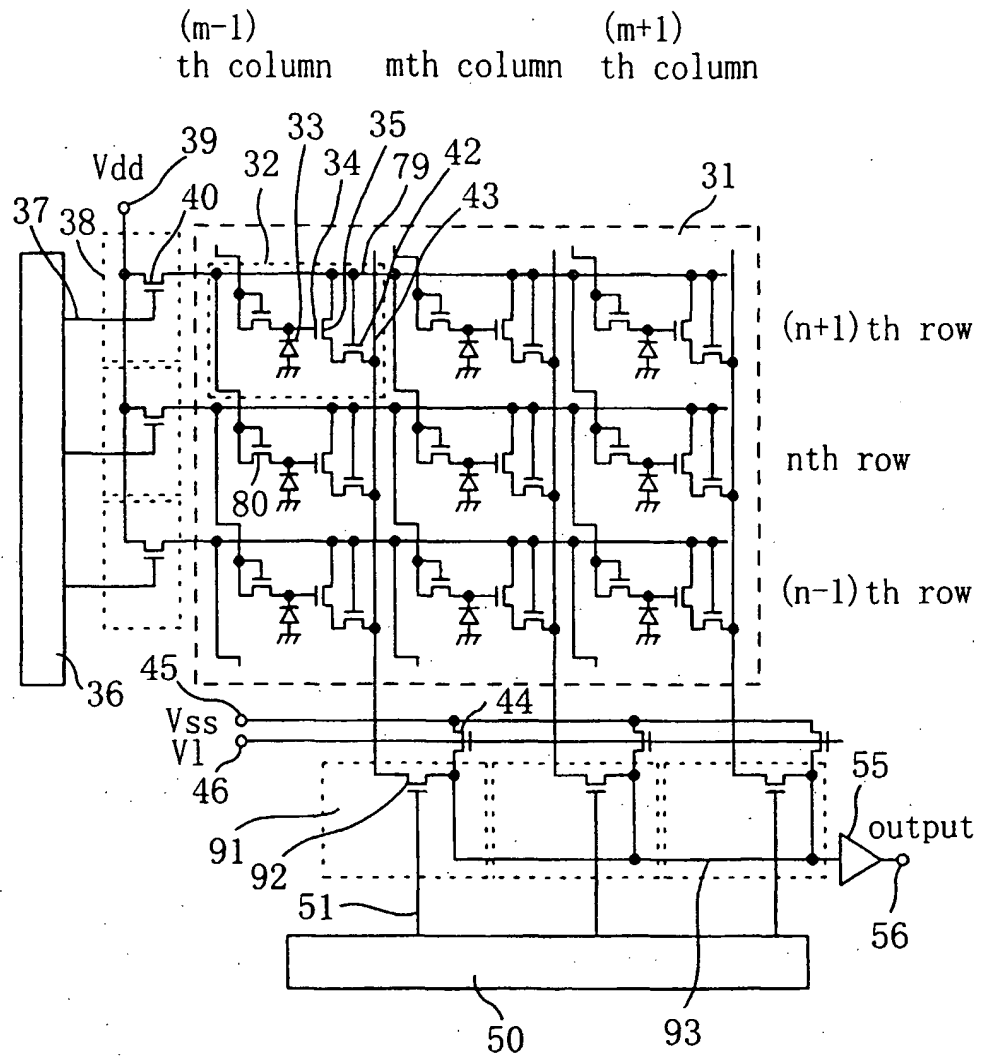 (m-1)
th column
mth column
(m+1)
th column
33
35
42
39
Vdd
32
34
79
40
43
31
38
37
(n+1)th row
nth row
80
(n-1)th row
36
45
44
Vss
V1
46
55
output
91
92
51
56
93
50